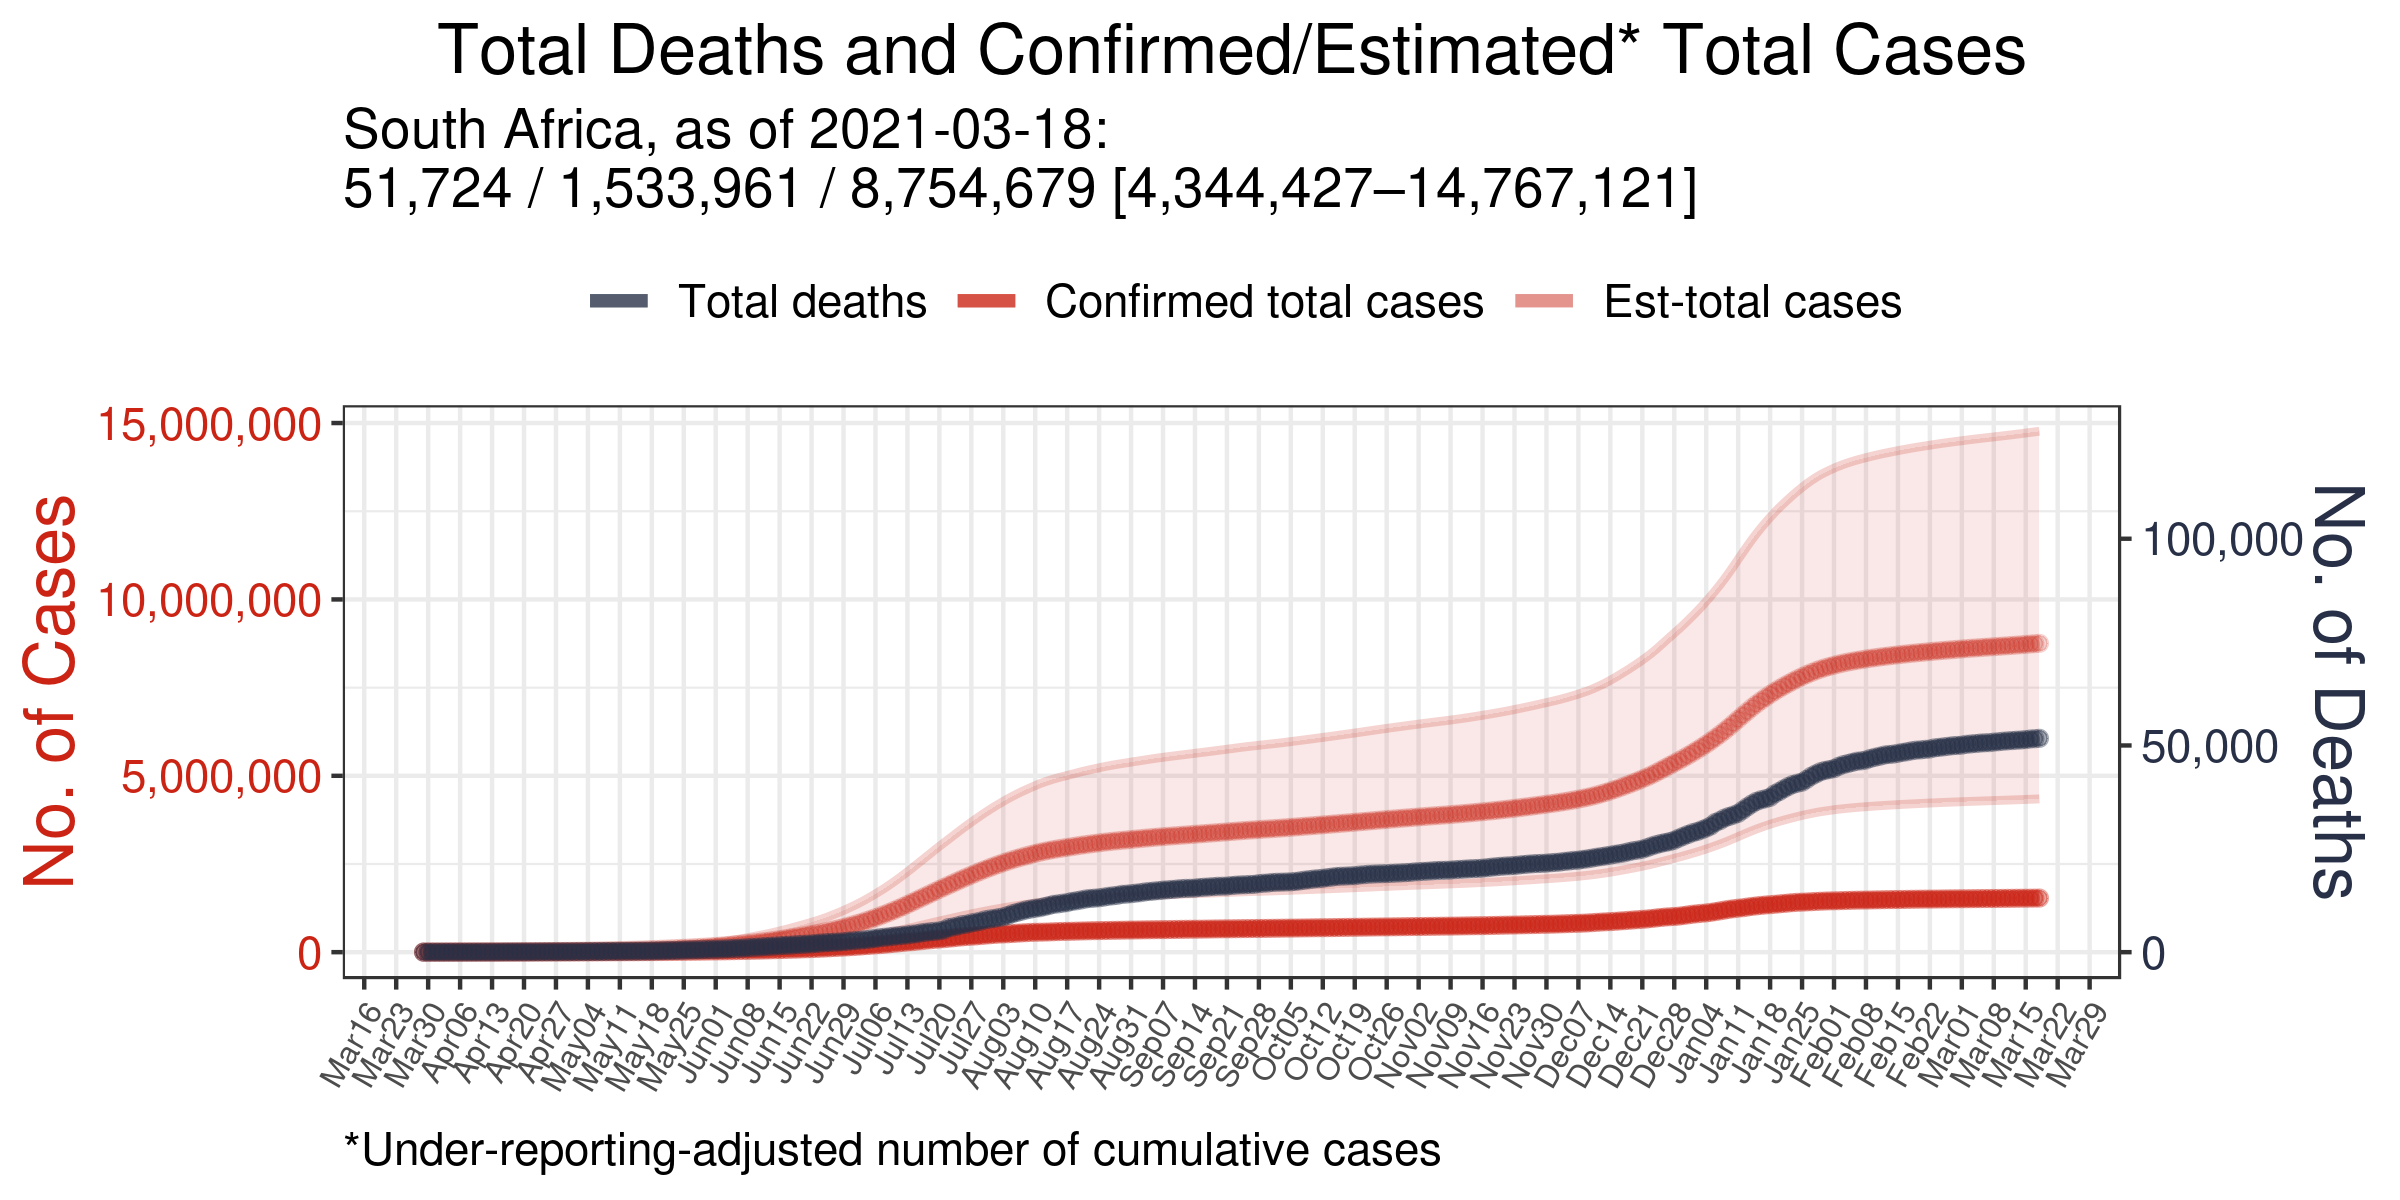 Total Deaths and Confirmed/Estimated* Total Cases
South Africa, as of 2021-03-18:
51,724 / 1,533,961 / 8,754,679 [4,344,427–14,767,121]
Total deaths
Confirmed total cases
Est-total cases
No. of Cases
15,000,000
10,000,000
5,000,000
0
100,000
50,000
0
No. of Deaths
Mar16
Mar23
Mar30
Apr06
Apr13
Apr20
Apr27
May04
May11
May18
May25
Jun01
Jun08
Jun15
Jun22
Jun29
Jul06
Jul13
Jul20
Jul27
Aug03
Aug10
Aug17
Aug24
Aug31
Sep07
Sep14
Sep21
Sep28
Oct05
Oct12
Oct19
Oct26
Nov02
Nov09
Nov16
Nov23
Nov30
Dec07
Dec14
Dec21
Dec28
Jan04
Jan11
Jan18
Jan25
Feb01
Feb08
Feb15
Feb22
Mar01
Mar08
Mar15
Mar22
Mar29
*Under-reporting-adjusted number of cumulative cases